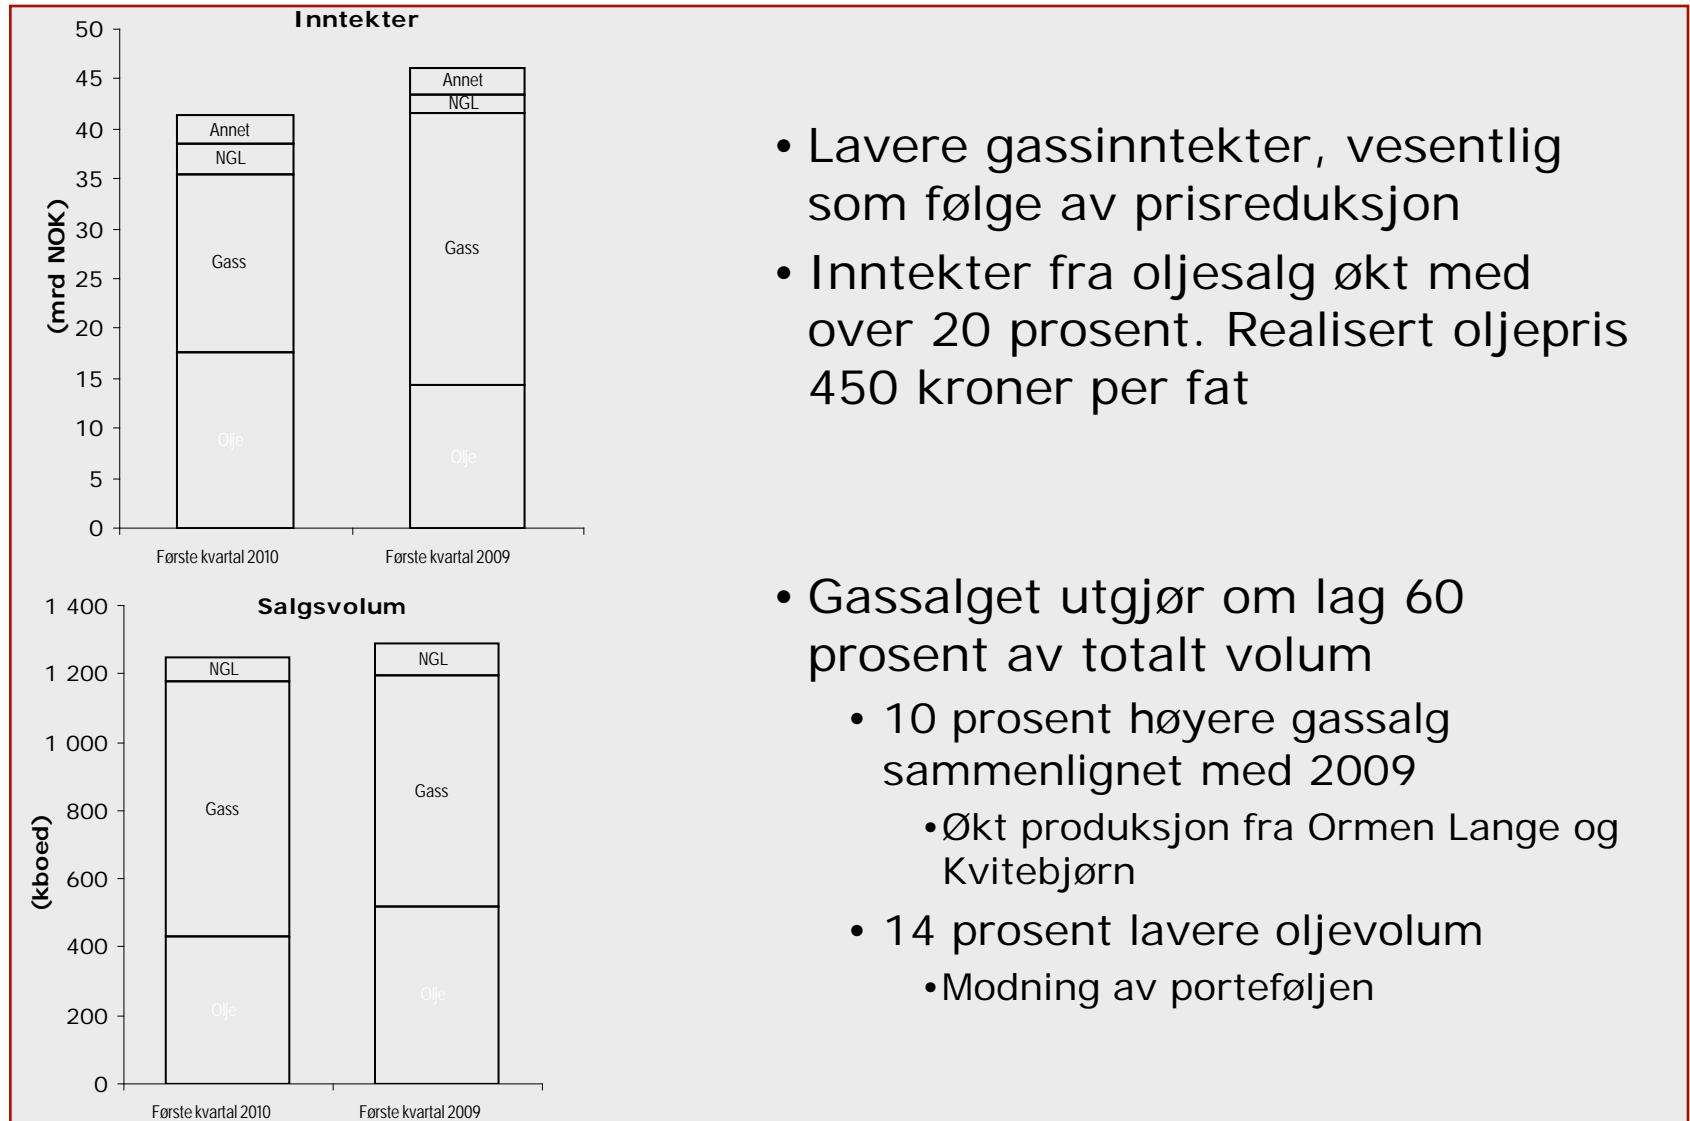 Inntekter
50
45
40
35
30
25
20
15
10
5
0
(mrd NOK)
Annet
NGL
Gass
Olje
Annet
NGL
Gass
Olje
Første kvartal 2010
Første kvartal 2009
• Lavere gassinntekter, vesentlig
som følge av prisreduksjon
• Inntekter fra oljesalg økt med
over 20 prosent. Realisert oljepris
450 kroner per fat
Salgsvolum
1 400
1 200
1 000
800
600
400
200
0
(kboed)
NGL
Gass
Olje
NGL
Gass
Olje
Første kvartal 2010
Første kvartal 2009
• Gassalget utgjør om lag 60
prosent av totalt volum
• 10 prosent høyere gassalg
sammenlignet med 2009
•Økt produksjon fra Ormen Lange og
Kvitebjørn
• 14 prosent lavere oljevolum
•Modning av porteføljen